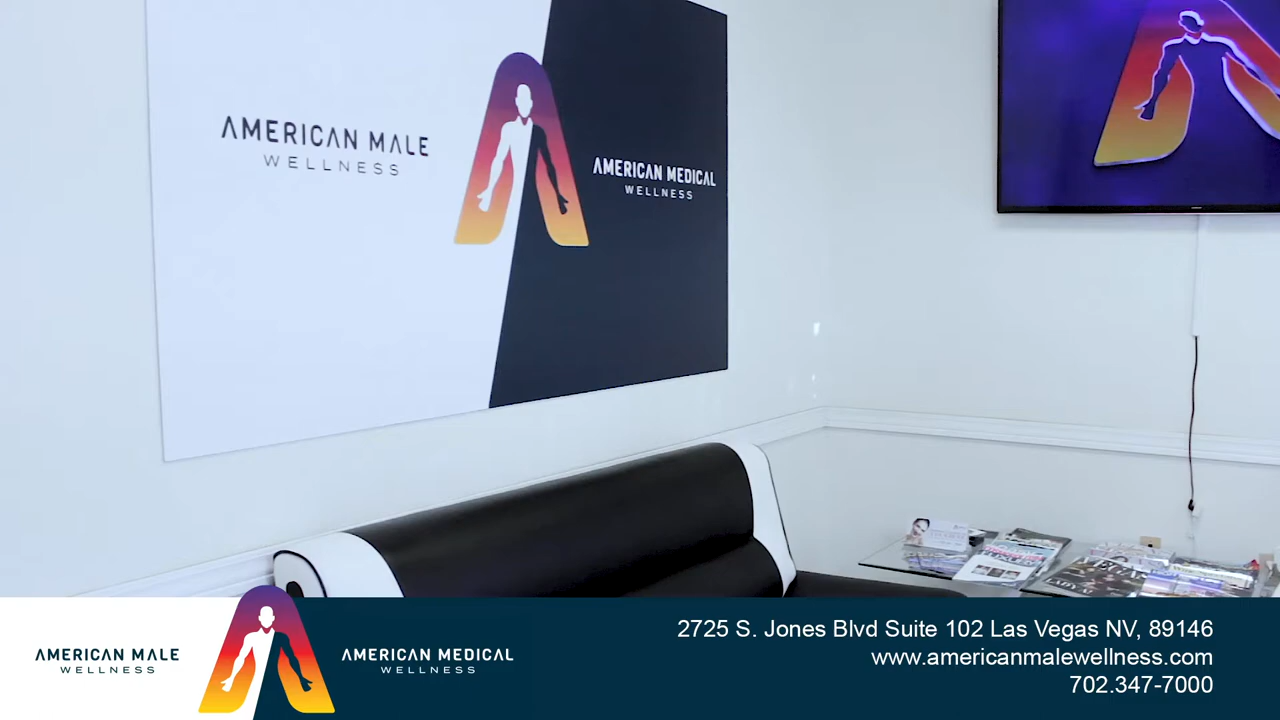 AMERICAN MALE
WELLNESS
AMERICAN MEDICAL
WELLNESS
AMERICAN MALE
WELLNESS
AMERICAN MEDICAL
WELLNESS
2725 S. Jones Blvd Suite 102 Las Vegas NV, 89146
www.americanmalewellness.com
702.347-7000